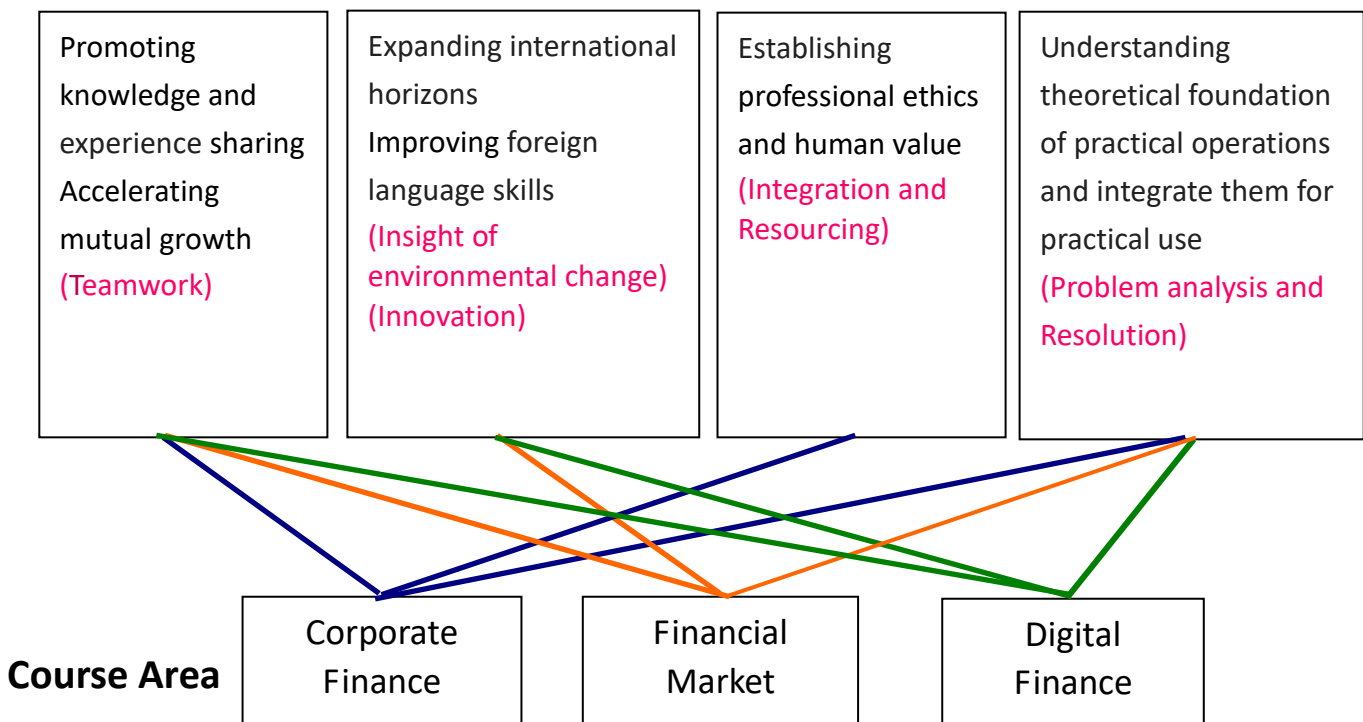 Promoting
knowledge and
experience sharing
Accelerating
mutual growth
(Teamwork)
Expanding international
horizons
Improving foreign
language skills
(Insight of
environmental change)
(Innovation)
Establishing
professional ethics
and human value
(Integration and
Resourcing)
Understanding
theoretical foundation
of practical operations
and integrate them for
practical use
(Problem analysis and
Resolution)
Course Area
Corporate
Finance
Financial
Market
Digital
Finance